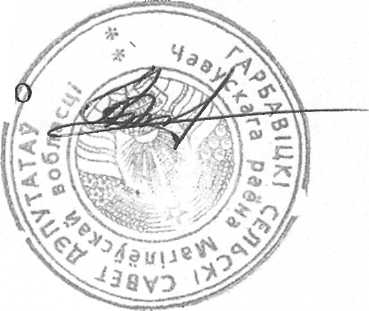 ГАРБАВІЦКІ СЕЛЬСКІ САВЕТ ДЭПУТАТАЎ
Чавускага раёна Магілёўскай вобласці
* *